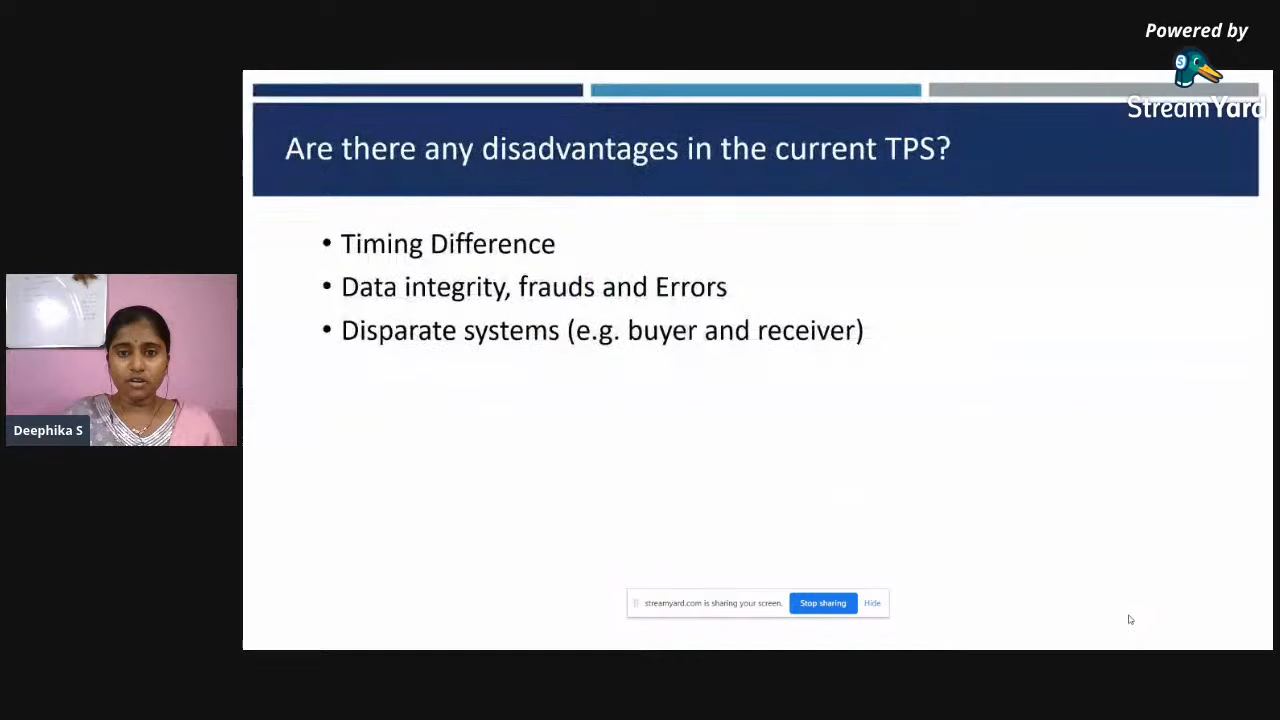 Powered by
StreamYard
Are there any disadvantages in the current TPS?
• Timing Difference
• Data integrity, frauds and Errors
• Disparate systems (e.g. buyer and receiver)
Deephika S
streamyard.com is sharing your screen.
Stop sharing
Hide